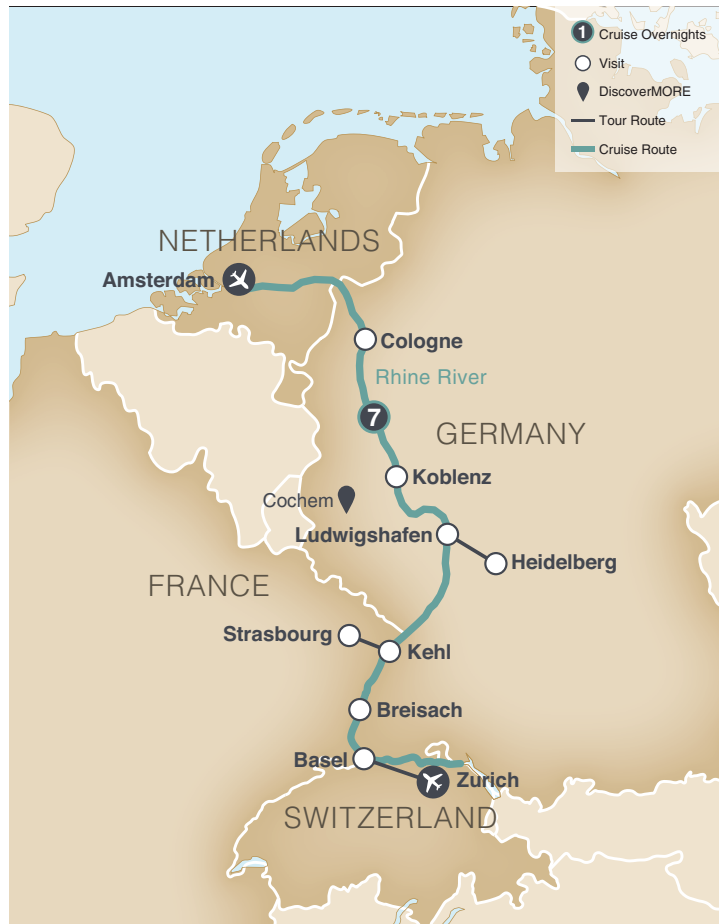 1 Cruise Overnights
Visit
DiscoverMORE
Tour Route
Cruise Route
NETHERLANDS
Amsterdam
Cologne
Rhine River
7
GERMANY
Koblenz
Cochem
Ludwigshafen
Heidelberg
FRANCE
Strasbourg
Kehl
Breisach
Basel
Zurich
SWITZERLAND